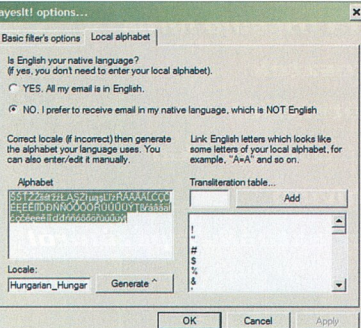 ayesIt! options...
Basic filter's options
Local alphabet
Is English your native language?
(if yes, you don't need to enter your local alphabet).
YES. All my email is in English.
NO. I prefer to receive email in my native language, which is NOT English
Correct locale (if incorrect) then generate
the alphabet your language uses. You
can also enter/edit it manually.
Link English letters which looks like
some letters of your local alphabet, for
example, "A=A" and so on.
Alphabet
Transliteration table...
Add
!
"
#
$
%
&
Locale:
Hungarian_Hungar
Generate ^
OK
Cancel
Apply